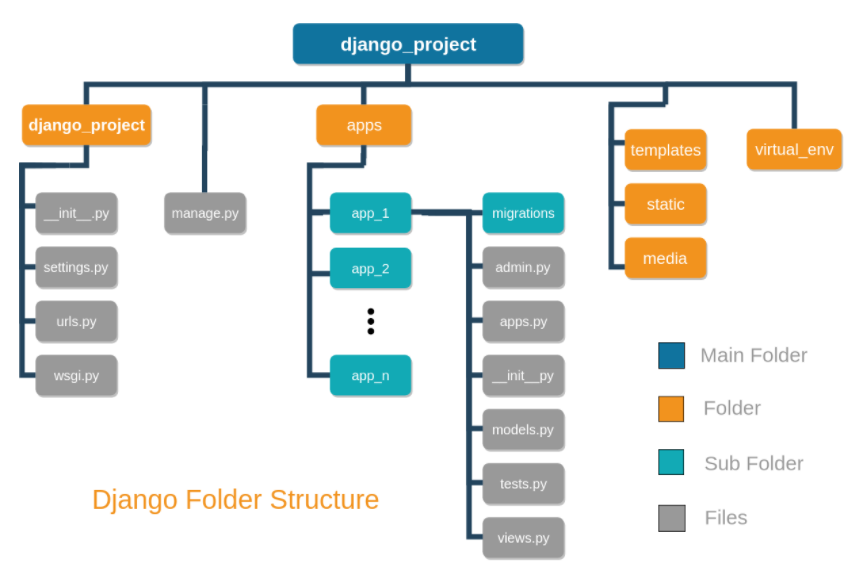 django_project
django_project
apps
templates
virtual_env
static
media
__init__.py
manage.py
settings.py
urls.py
wsgi.py
app_1
app_2
app_n
migrations
admin.py
apps.py
__init__py
models.py
tests.py
views.py
Main Folder
Folder
Sub Folder
Files
Django Folder Structure